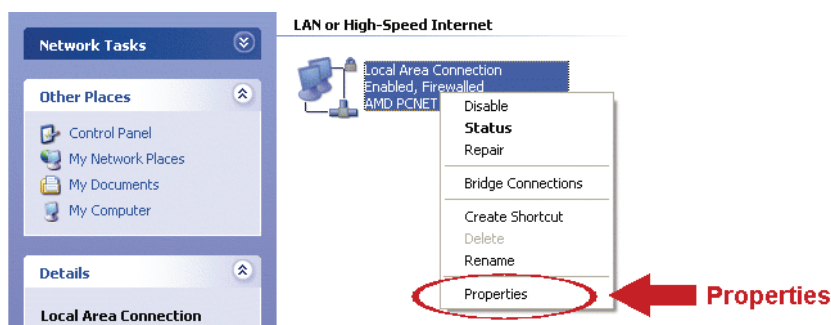 Network Tasks
Other Places
Control Panel
My Network Places
My Documents
My Computer
Details
Local Area Connection
LAN or High-Speed Internet
Local Area Connection
Enabled, Firewalled
AMD PCNET
Disable
Status
Repair
Bridge Connections
Create Shortcut
Delete
Rename
Properties
Properties